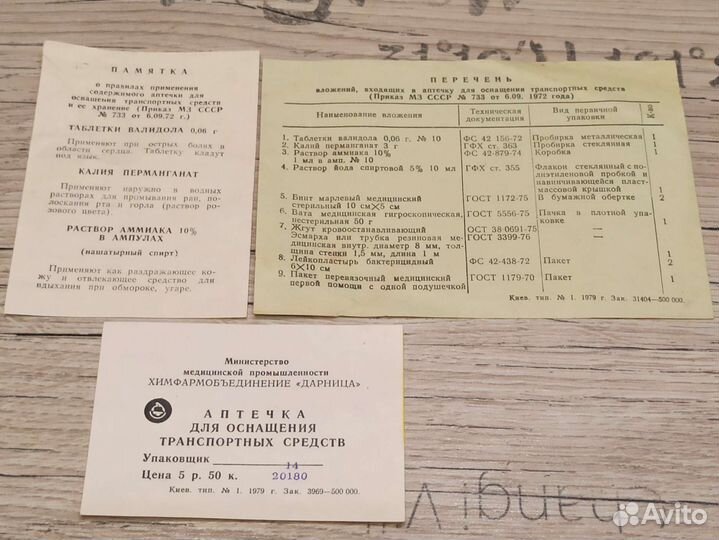 ПАМЯТКА
о правилах применения
содержимого аптечки для
оснащения транспортных средств
и ее хранение (Приказ МЗ СССР
№ 733 от 6.09.72 г.)
ТАБЛЕТКИ ВАЛИДОЛА 0,06 г
Применяют при острых болях в
области сердца. Таблетку кладут
под язык.
КАЛИЯ ПЕРМАНГАНАТ
Применяют наружно в водных
растворах для промывания ран, по-
лоскания рта и горла (раствор ро-
зового цвета).
РАСТВОР АММИАКА 10%
В АМПУЛАХ
(нашатырный спирт)
Применяют как раздражающее ко-
жу и отвлекающее средство для
вдыхания при обмороке, угаре.
ПЕРЕЧЕНЬ
вложений, входящих в аптечку для оснащения транспортных средств
(Приказ МЗ СССР № 733 от 6.09. 1972 года)
Наименование вложения Техническая документация Вид первичной упаковки
1. Таблетки валидола 0,06 г. № 10 ФС 42 156-72 Пробирка металлическая 1
2. Калий перманганат 3 г ГФХ ст. 363 Пробирка стеклянная 1
3. Раствор аммиака 10% ФС 42-879-74 Коробка 1
1 мл в амп. № 10
4. Раствор йода спиртовой 5% 10 мл ГФХ ст. 355 Флакон стеклянный с по-
лиэтиленовой пробкой и
навинчивающейся пласт-
массовой крышкой 1
5. Бинт марлевый медицинский ГОСТ 1172-75 В бумажной обертке 2
стерильный 10 см×5 см
6. Вата медицинская гигроскопическая, ГОСТ 5556-75 Пачка в плотной упа-
нестерильная 50 г ковке 1
7. Жгут кровоостанавливающий ОСТ 38.0691-75 — 1
Эсмарха или трубка резиновая ме- ГОСТ 3399-76 —
дицинская внутр. диаметр 8 мм, тол-
щина стенки 1,5 мм, длина 1 м
8. Лейкопластырь бактерицидный ФС 42-438-72 Пакет 2
6×10 см
9. Пакет перевязочный медицинский ГОСТ 1179-70 Пакет 1
первой помощи с одной подушечкой
Киев. тип. № 1. 1979 г. Зак. 31404—500 000.
Министерство
медицинской промышленности
ХИМФАРМОБЪЕДИНЕНИЕ «ДАРНИЦА»
АПТЕЧКА
ДЛЯ ОСНАЩЕНИЯ
ТРАНСПОРТНЫХ СРЕДСТВ
Упаковщик 14
Цена 5 р. 50 к. 20180
Киев. тип. № 1. 1979 г. Зак. 3969—500 000.
Avito